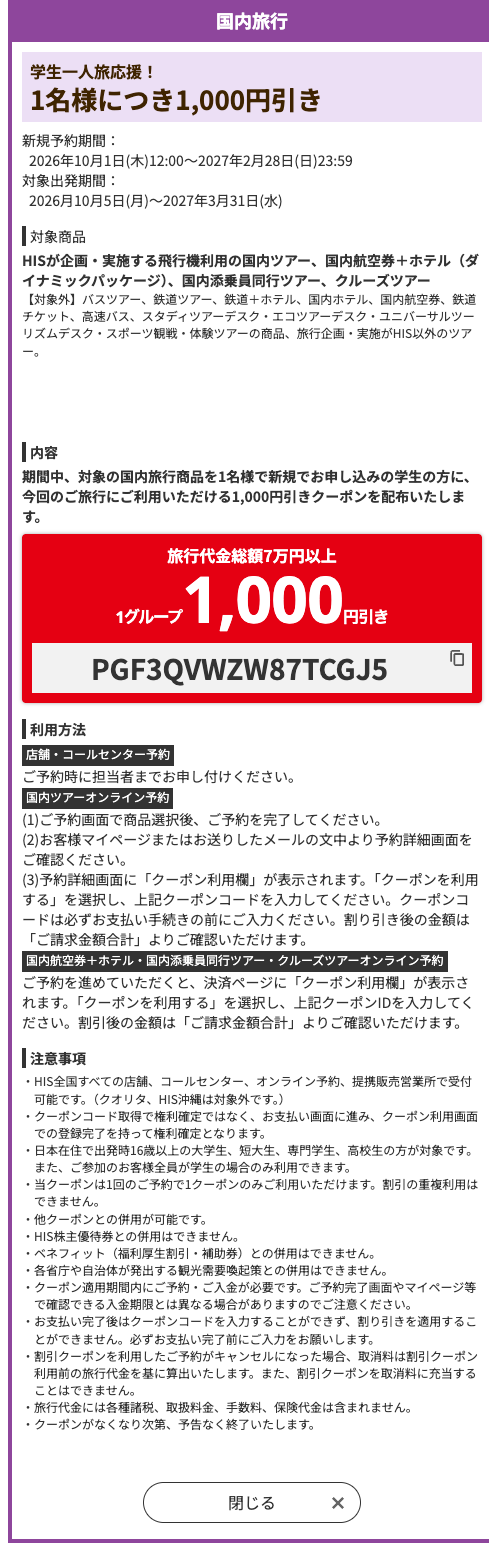 国内旅行
学生一人旅応援！
1名様につき1,000円引き
新規予約期間：
2026年10月1日(木)12:00～2027年2月28日(日)23:59
対象出発期間：
2026月10月5日(月)～2027年3月31日(水)
対象商品
HISが企画・実施する飛行機利用の国内ツアー、国内航空券＋ホテル（ダ
イナミックパッケージ）、国内添乗員同行ツアー、クルーズツアー
【対象外】バスツアー、鉄道ツアー、鉄道＋ホテル、国内ホテル、国内航空券、鉄道
チケット、高速バス、スタディツアーデスク・エコツアーデスク・ユニバーサルツー
リズムデスク・スポーツ観戦・体験ツアーの商品、旅行企画・実施がHIS以外のツア
ー。
内容
期間中、対象の国内旅行商品を1名様で新規でお申し込みの学生の方に、
今回のご旅行にご利用いただける1,000円引きクーポンを配布いたしま
す。
旅行代金総額7万円以上
1グループ1,000円引き
PGF3QVWZW87TCGJ5
利用方法
店舗・コールセンター予約
ご予約時に担当者までお申し付けください。
国内ツアーオンライン予約
(1)ご予約画面で商品選択後、ご予約を完了してください。
(2)お客様マイページまたはお送りしたメールの文中より予約詳細画面を
ご確認ください。
(3)予約詳細画面に「クーポン利用欄」が表示されます。「クーポンを利用
する」を選択し、上記クーポンコードを入力してください。クーポンコ
ードは必ずお支払い手続きの前にご入力ください。割り引き後の金額は
「ご請求金額合計」よりご確認いただけます。
国内航空券＋ホテル・国内添乗員同行ツアー・クルーズツアーオンライン予約
ご予約を進めていただくと、決済ページに「クーポン利用欄」が表示さ
れます。「クーポンを利用する」を選択し、上記クーポンIDを入力してく
ださい。割引後の金額は「ご請求金額合計」よりご確認いただけます。
注意事項
・HIS全国すべての店舗、コールセンター、オンライン予約、提携販売営業所で受付
可能です。（クオリタ、HIS沖縄は対象外です。）
・クーポンコード取得で権利確定ではなく、お支払い画面に進み、クーポン利用画面
での登録完了を持って権利確定となります。
・日本在住で出発時16歳以上の大学生、短大生、専門学生、高校生の方が対象です。
また、ご参加のお客様全員が学生の場合のみ利用できます。
・当クーポンは1回のご予約で1クーポンのみご利用いただけます。割引の重複利用は
できません。
・他クーポンとの併用が可能です。
・HIS株主優待券との併用はできません。
・ベネフィット（福利厚生割引・補助券）との併用はできません。
・各省庁や自治体が発出する観光需要喚起策との併用はできません。
・クーポン適用期間内にご予約・ご入金が必要です。ご予約完了画面やマイページ等
で確認できる入金期限とは異なる場合がありますのでご注意ください。
・お支払い完了後はクーポンコードを入力することができず、割り引きを適用するこ
とができません。必ずお支払い完了前にご入力をお願いします。
・割引クーポンを利用したご予約がキャンセルになった場合、取消料は割引クーポン
利用前の旅行代金を基に算出いたします。また、割引クーポンを取消料に充当する
ことはできません。
・旅行代金には各種諸税、取扱料金、手数料、保険代金は含まれません。
・クーポンがなくなり次第、予告なく終了いたします。
閉じる